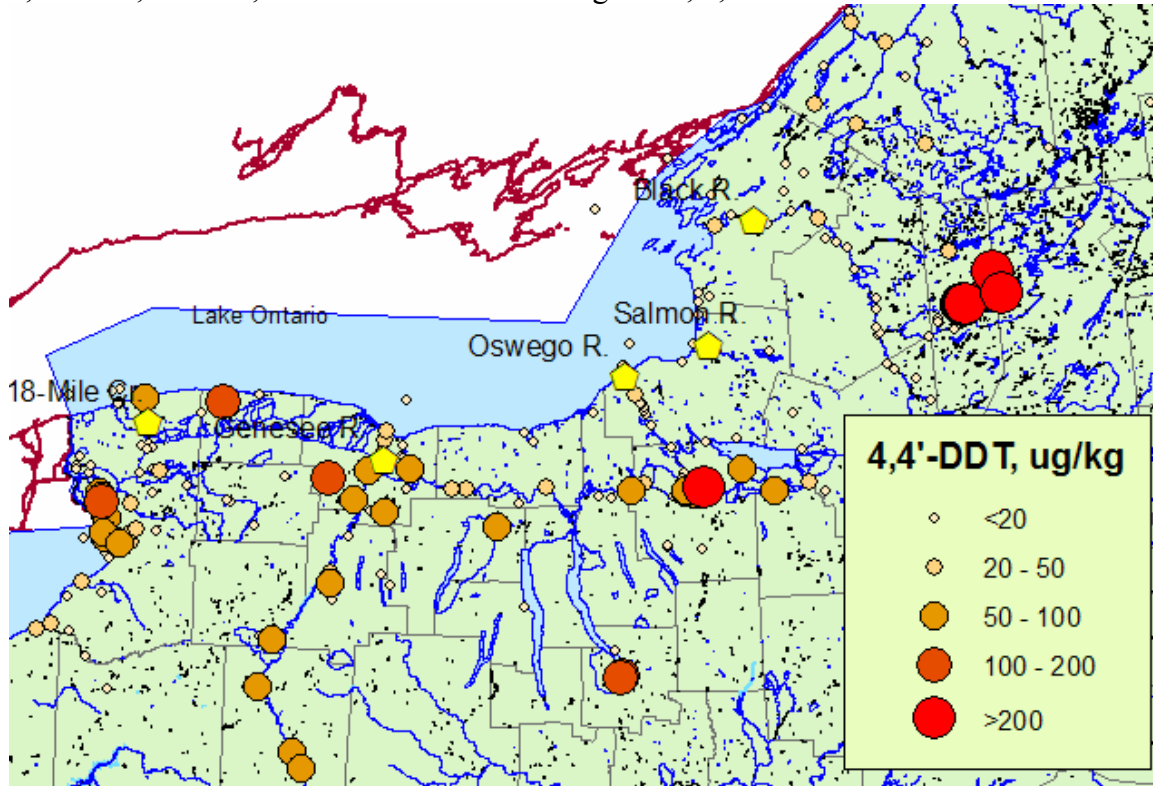 Black R.
Lake Ontario
Salmon R.
Oswego R.
18-Mile Cr.
Genesee R.
4,4'-DDT, ug/kg
<20
20 - 50
50 - 100
100 - 200
>200